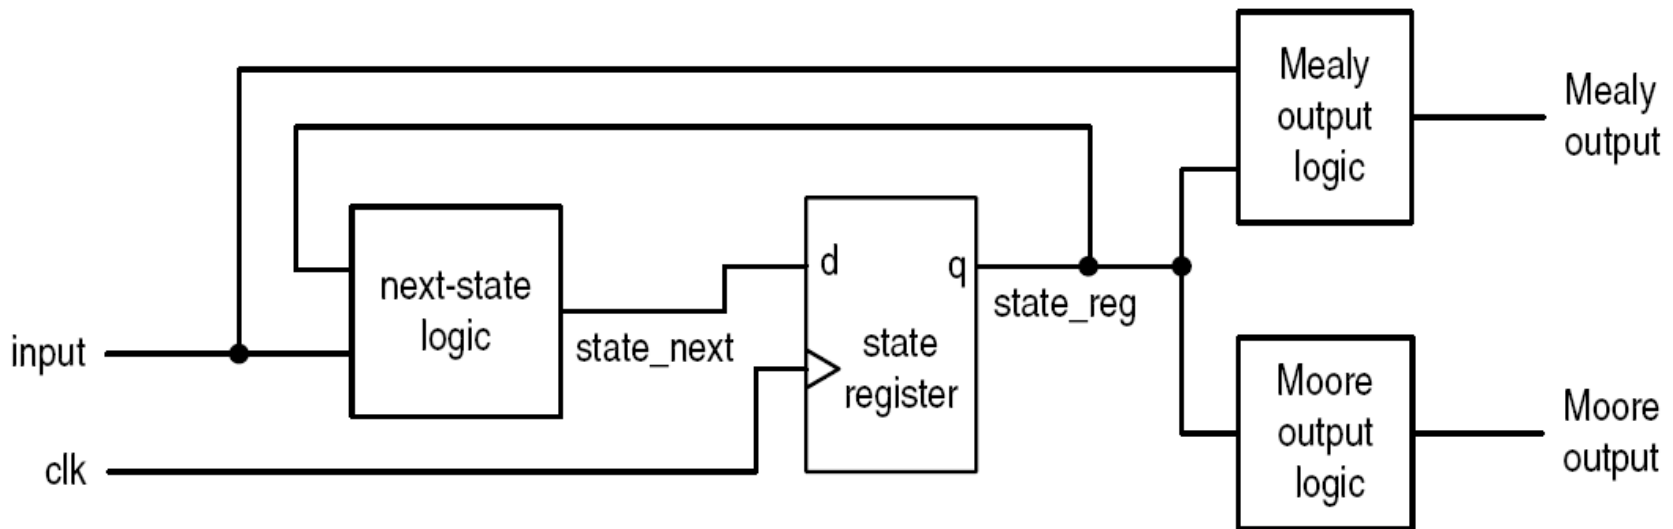 Mealy
output
logic
Mealy
output
next-state
logic
input
state_next
d
q
state
register
state_reg
clk
Moore
output
logic
Moore
output